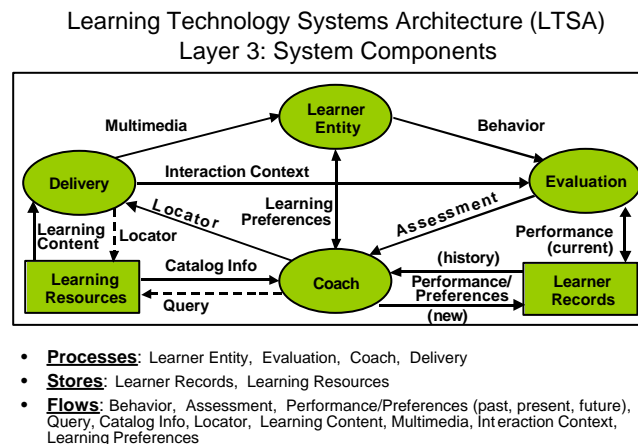 Learning Technology Systems Architecture (LTSA)
Layer 3: System Components
Learner
Entity
Multimedia
Behavior
Interaction Context
Delivery
Evaluation
Locator
Learning
Preferences
Assessment
Learning
Content
Locator
Performance
(current)
Catalog Info
(history)
Learning
Resources
Coach
Performance/
Preferences
Learner
Records
Query
(new)
• Processes: Learner Entity, Evaluation, Coach, Delivery
• Stores: Learner Records, Learning Resources
• Flows: Behavior, Assessment, Performance/Preferences (past, present, future),
Query, Catalog Info, Locator, Learning Content, Multimedia, Interaction Context,
Learning Preferences